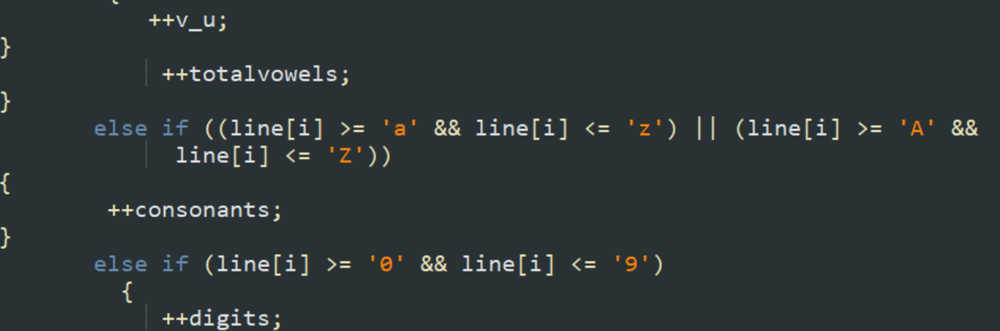 {
++v_u;
}
++totalvowels;
}
else if ((line[i] >= 'a' && line[i] <= 'z') || (line[i] >= 'A' &&
line[i] <= 'Z'))
{
++consonants;
}
else if (line[i] >= '0' && line[i] <= '9')
{
++digits;